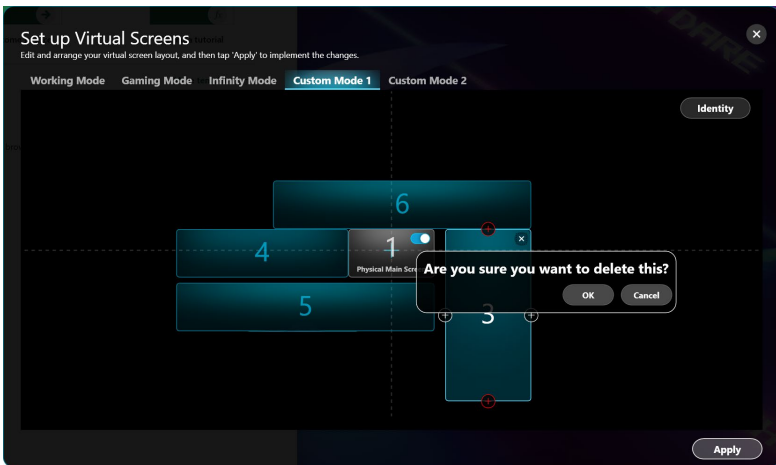 Set up Virtual Screens
Edit and arrange your virtual screen layout, and then tap 'Apply' to implement the changes.
Working Mode Gaming Mode Infinity Mode Custom Mode 1 Custom Mode 2
Identity
6
4
1
Physical Main
Are you sure you want to delete this?
OK Cancel
5
3
Apply